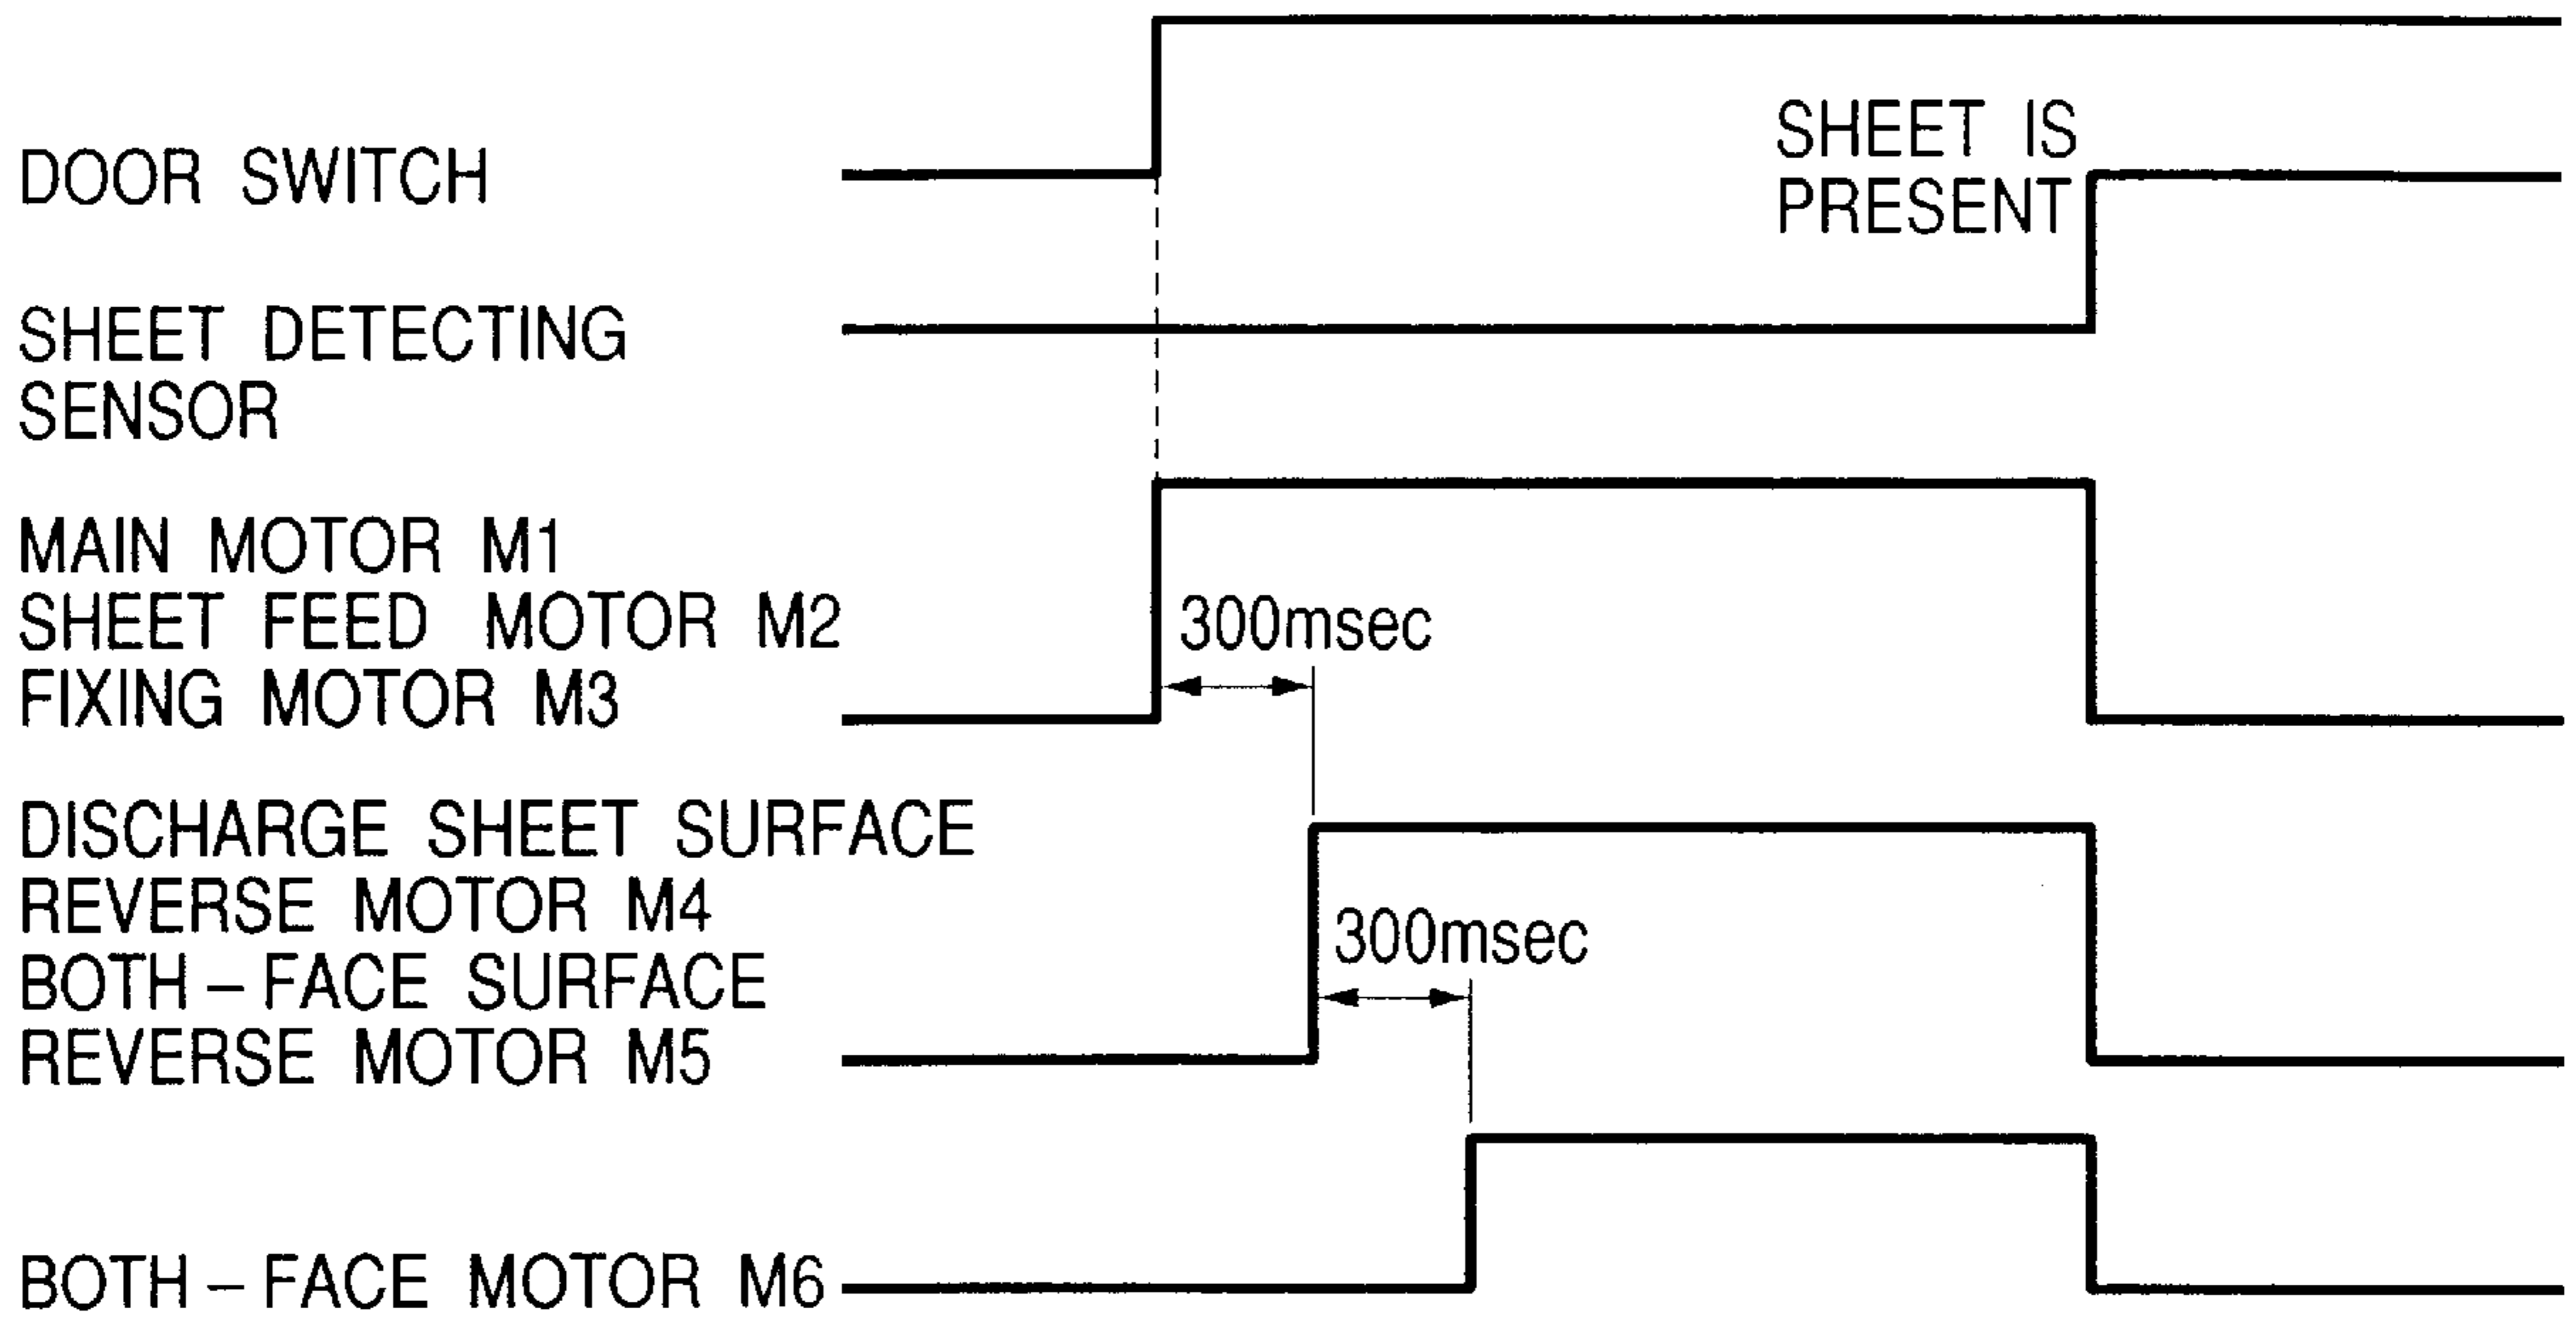 SHEET IS
PRESENT
DOOR SWITCH
SHEET DETECTING
SENSOR
MAIN MOTOR M1
SHEET FEED MOTOR M2
FIXING MOTOR M3
300msec
DISCHARGE SHEET SURFACE
REVERSE MOTOR M4
BOTH – FACE SURFACE
REVERSE MOTOR M5
300msec
BOTH – FACE MOTOR M6